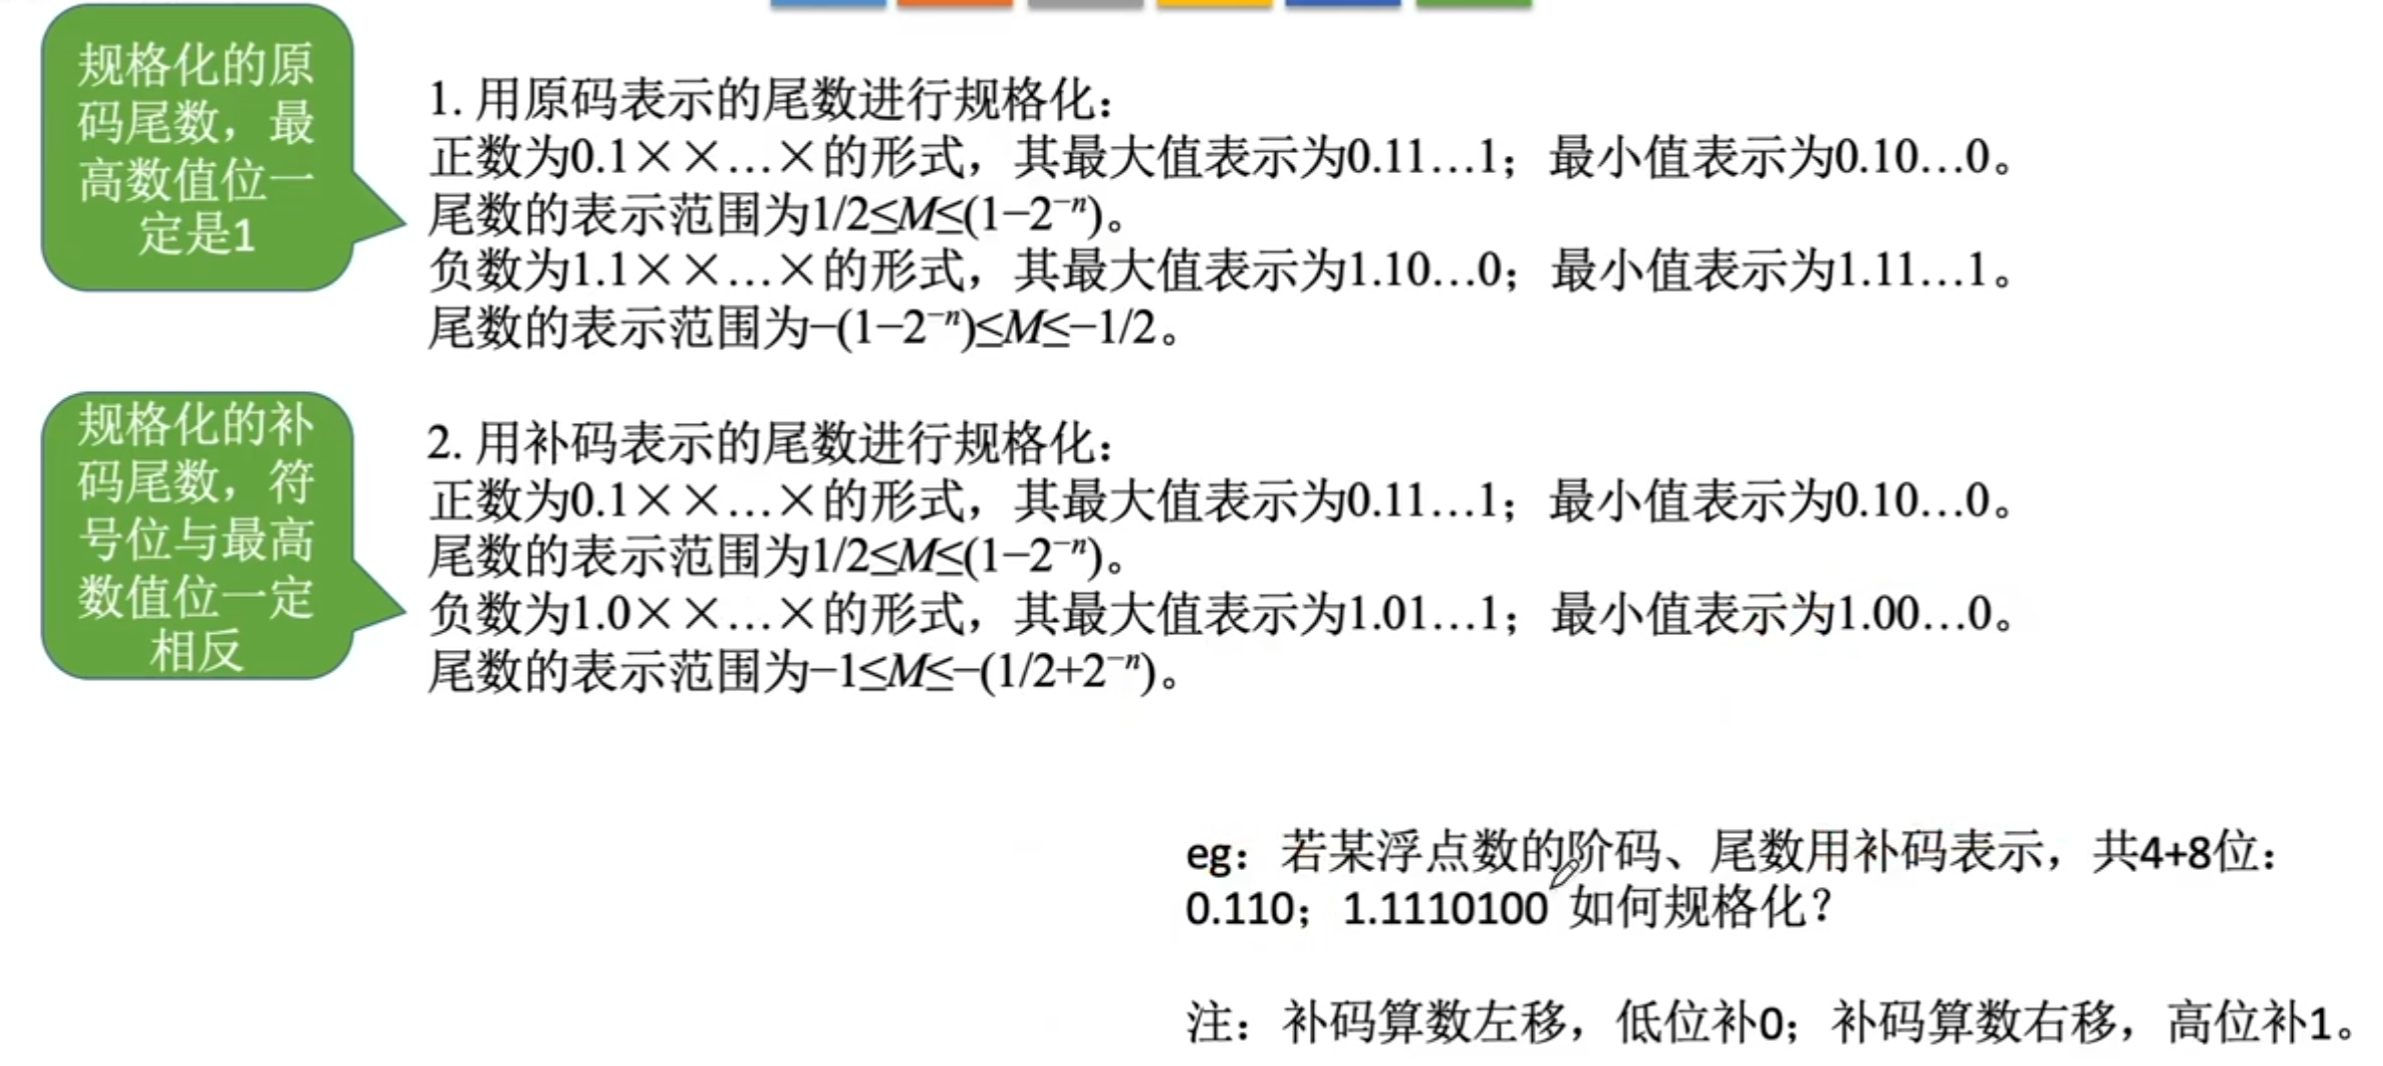 规格化的原
码尾数，最
高数值位一
定是1
1. 用原码表示的尾数进行规格化：
正数为0.1××…×的形式，其最大值表示为0.11…1；最小值表示为0.10…0。
尾数的表示范围为1/2≤M≤(1−2⁻ⁿ)。
负数为1.1××…×的形式，其最大值表示为1.10…0；最小值表示为1.11…1。
尾数的表示范围为−(1−2⁻ⁿ)≤M≤−1/2。
规格化的补
码尾数，符
号位与最高
数值位一定
相反
2. 用补码表示的尾数进行规格化：
正数为0.1××…×的形式，其最大值表示为0.11…1；最小值表示为0.10…0。
尾数的表示范围为1/2≤M≤(1−2⁻ⁿ)。
负数为1.0××…×的形式，其最大值表示为1.01…1；最小值表示为1.00…0。
尾数的表示范围为−1≤M≤−(1/2+2⁻ⁿ)。
eg：若某浮点数的阶码、尾数用补码表示，共4+8位：
0.110；1.1110100 如何规格化？
注：补码算数左移，低位补0；补码算数右移，高位补1。